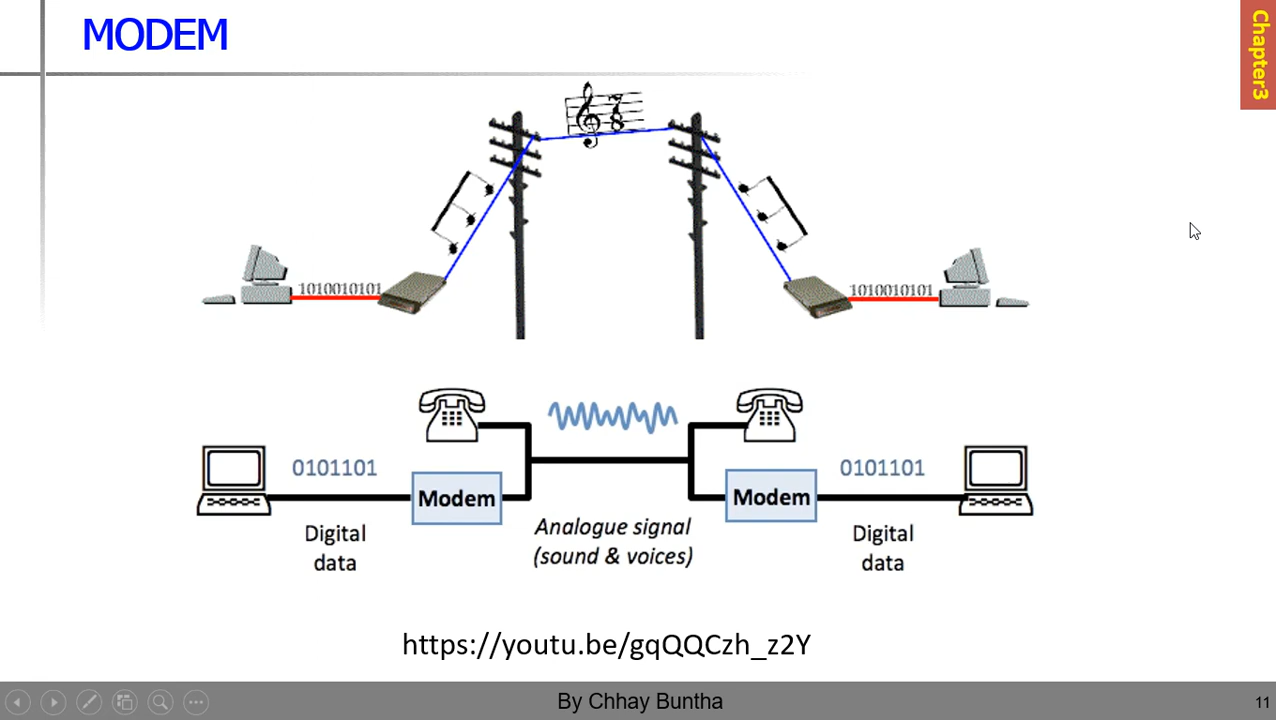 MODEM
Chapter3
1010010101
1010010101
0101101
0101101
Modem
Modem
Digital
data
Analogue signal
(sound & voices)
Digital
data
https://youtu.be/gqQQCzh_z2Y
By Chhay Buntha
11